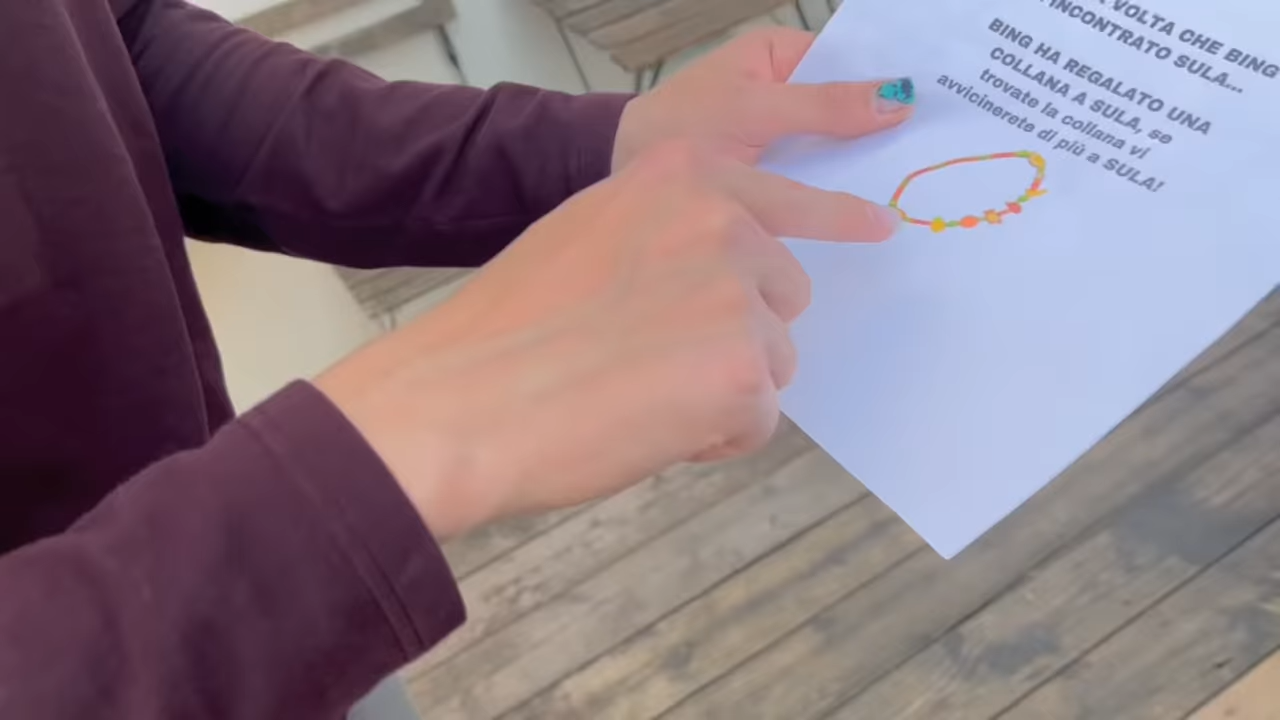 VOLTA CHE BING
INCONTRATO SULA...
BING HA REGALATO UNA
COLLANA A SULA, se
trovate la collana vi
avvicinerete di più a SULA!